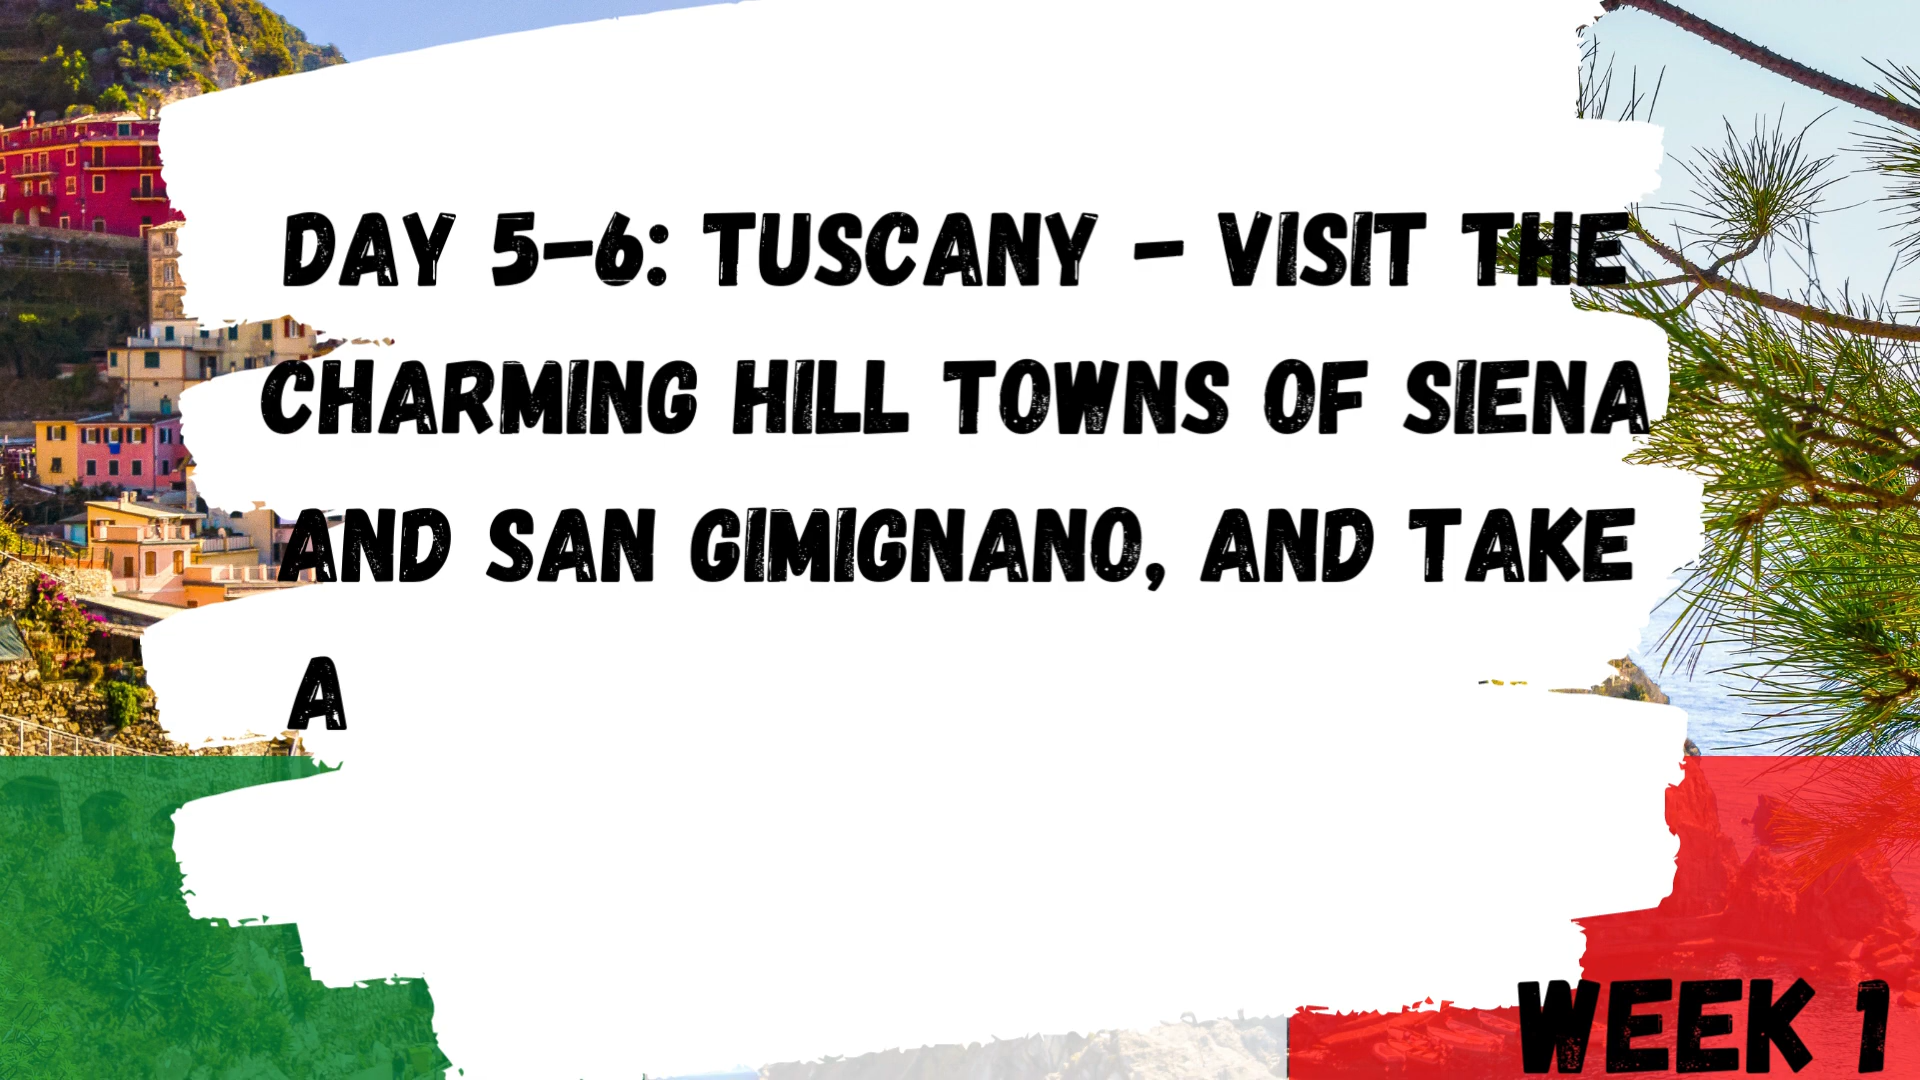 DAY 5-6: TUSCANY - VISIT THE
CHARMING HILL TOWNS OF SIENA
AND SAN GIMIGNANO, AND TAKE
A
WEEK 1